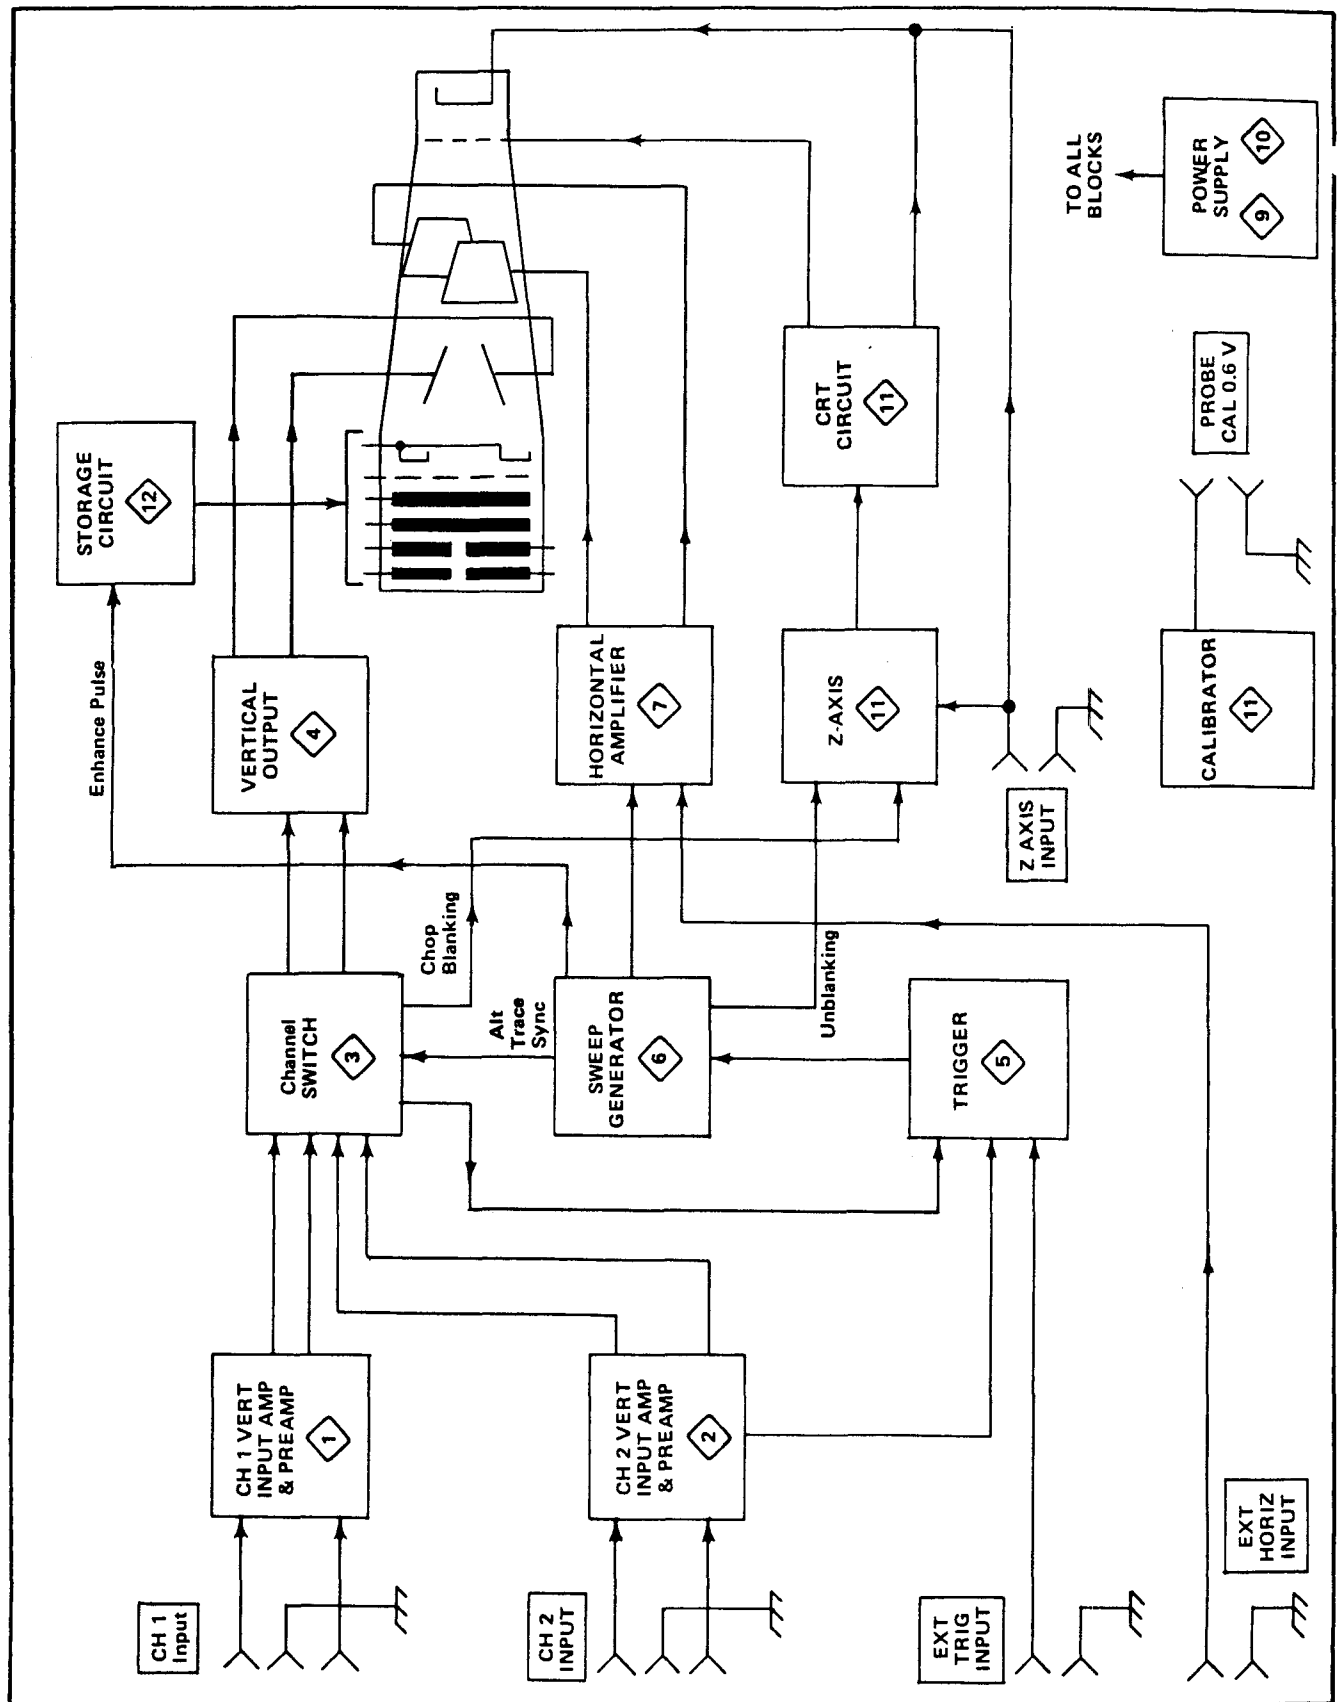 CH 1
Input
CH 1 VERT
INPUT AMP
& PREAMP
1
Channel
SWITCH
3
Chop
Blanking
VERTICAL
OUTPUT
4
Enhance Pulse
STORAGE
CIRCUIT
12
CH 2
INPUT
CH 2 VERT
INPUT AMP
& PREAMP
2
Alt
Trace
Sync
SWEEP
GENERATOR
6
HORIZONTAL
AMPLIFIER
7
Unblanking
Z-AXIS
11
CRT
CIRCUIT
11
EXT
TRIG
INPUT
TRIGGER
5
Z AXIS
INPUT
TO ALL
BLOCKS
EXT
HORIZ
INPUT
CALIBRATOR
11
PROBE
CAL 0.6 V
POWER
SUPPLY
9
10